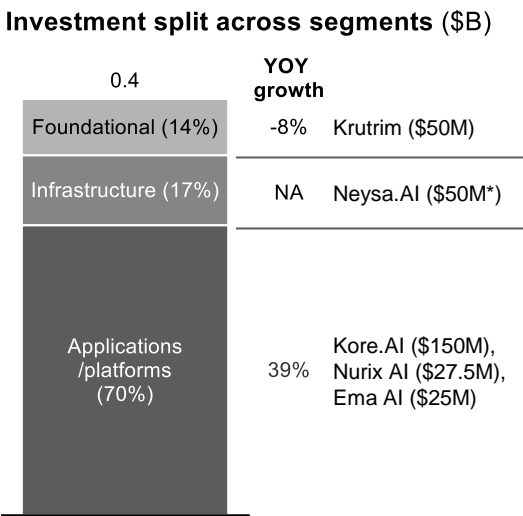 Investment split across segments ($B)
0.4
YOY
growth
Foundational (14%)
-8%
Krutrim ($50M)
Infrastructure (17%)
NA
Neysa.AI ($50M*)
Applications
/platforms
(70%)
39%
Kore.AI ($150M),
Nurix AI ($27.5M),
Ema AI ($25M)